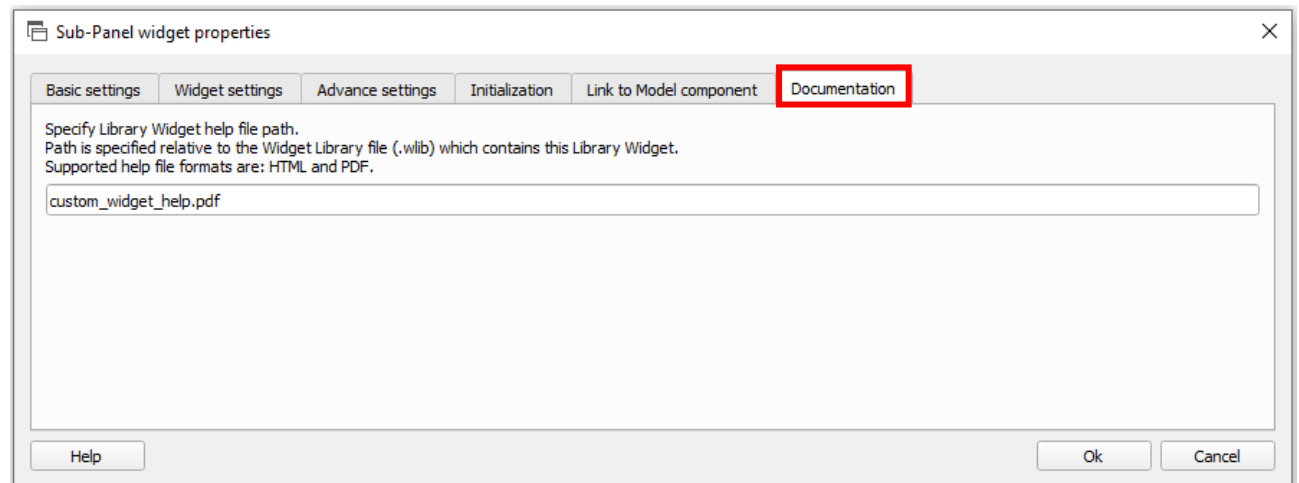 Sub-Panel widget properties
Basic settings Widget settings Advance settings Initialization Link to Model component Documentation
Specify Library Widget help file path.
Path is specified relative to the Widget Library file (.wlib) which contains this Library Widget.
Supported help file formats are: HTML and PDF.
custom_widget_help.pdf
Help Ok Cancel